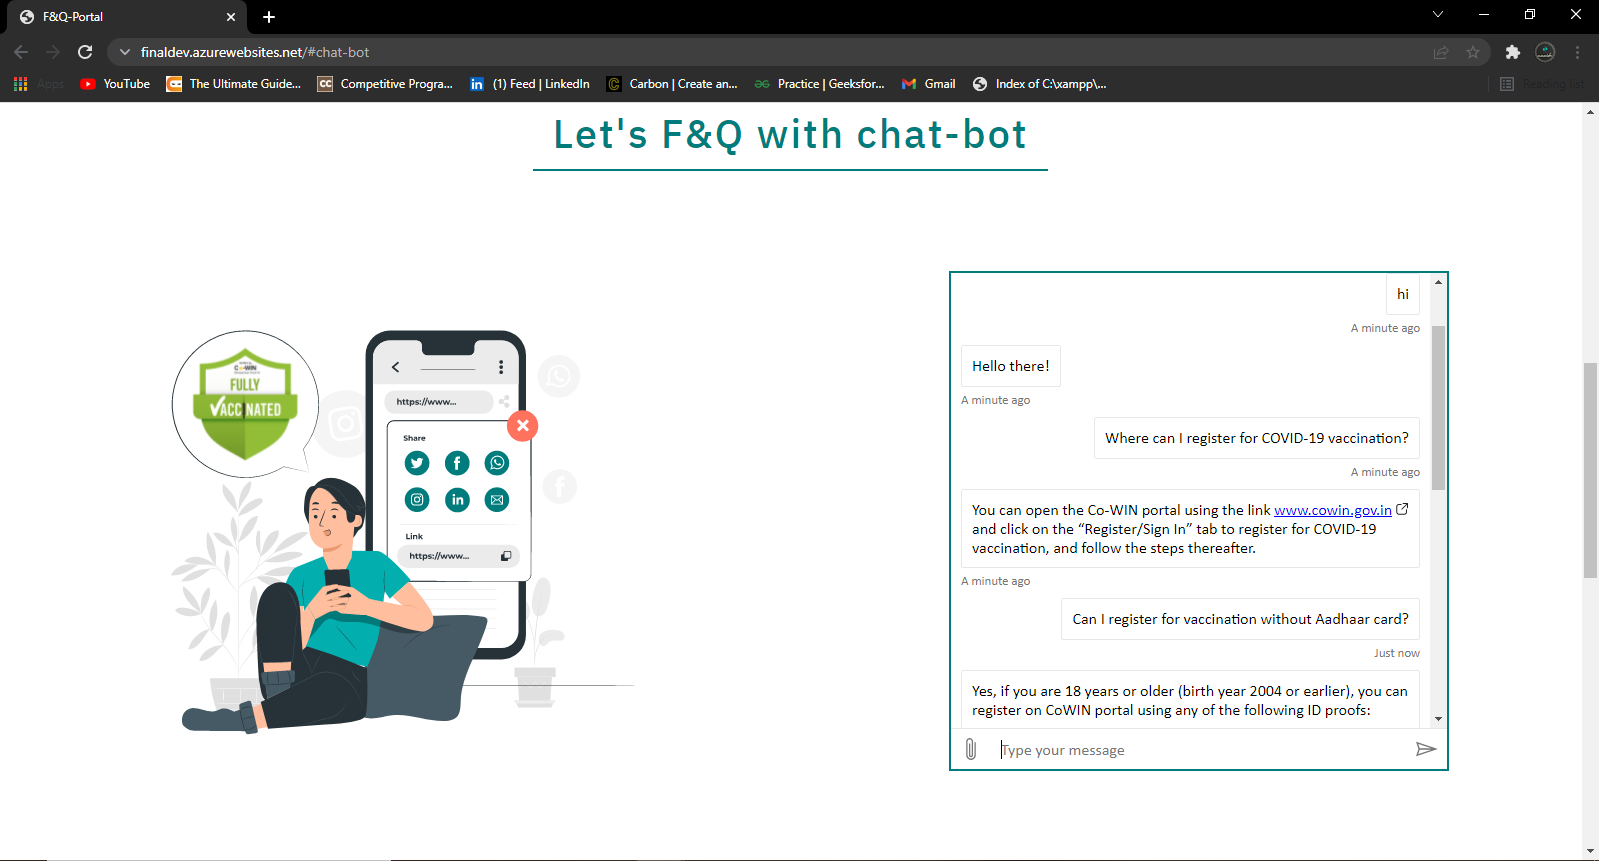 F&Q-Portal
finaldev.azurewebsites.net/#chat-bot
Apps
YouTube
The Ultimate Guide...
Competitive Progra...
(1) Feed | LinkedIn
Carbon | Create an...
Practice | Geeksfor...
Gmail
Index of C:\xampp\...
Reading list
Let's F&Q with chat-bot
Co-WIN
FULLY
VACCINATED
https://www...
Share
Link
https://www...
hi
A minute ago
Hello there!
A minute ago
Where can I register for COVID-19 vaccination?
A minute ago
You can open the Co-WIN portal using the link www.cowin.gov.in
and click on the “Register/Sign In” tab to register for COVID-19
vaccination, and follow the steps thereafter.
A minute ago
Can I register for vaccination without Aadhaar card?
Just now
Yes, if you are 18 years or older (birth year 2004 or earlier), you can
register on CoWIN portal using any of the following ID proofs:
Type your message